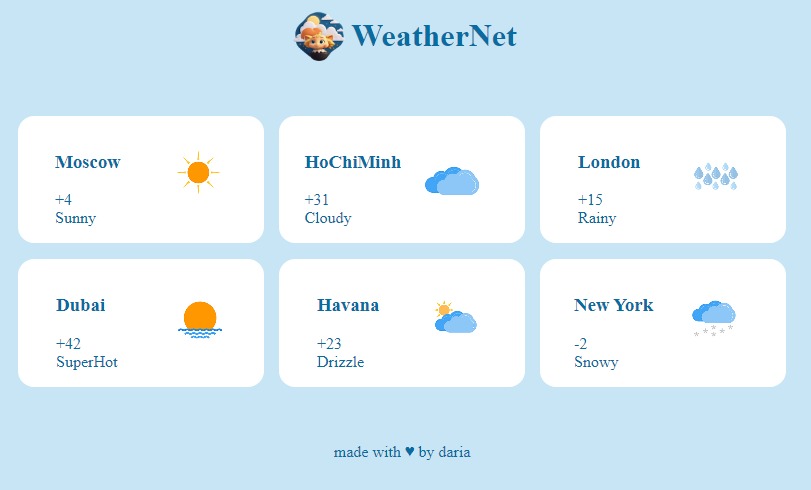 WeatherNet
Moscow
+4
Sunny
HoChiMinh
+31
Cloudy
London
+15
Rainy
Dubai
+42
SuperHot
Havana
+23
Drizzle
New York
-2
Snowy
made with ♥ by daria